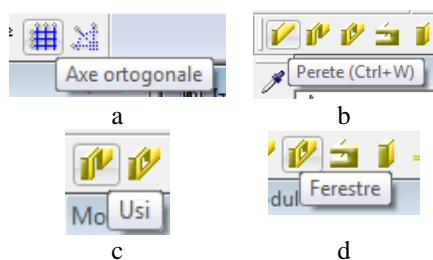 Axe ortogonale
a
Perete (Ctrl+W)
b
Mo
Usi
c
dul
Ferestre
d